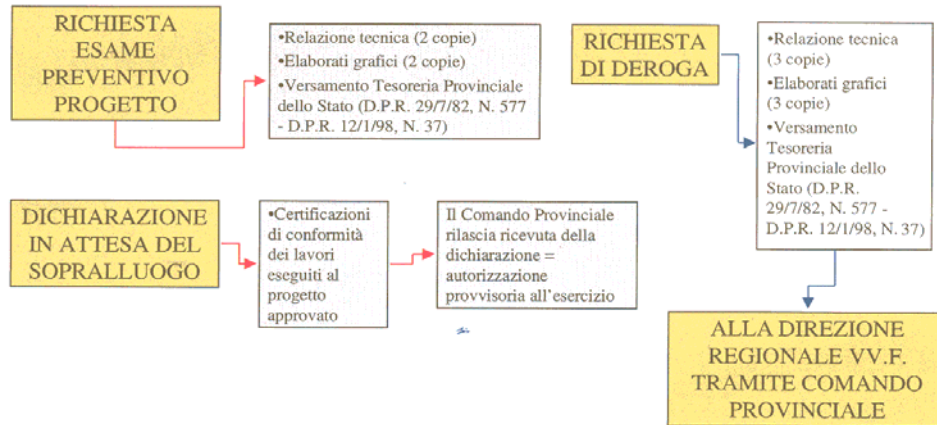 RICHIESTA
ESAME
PREVENTIVO
PROGETTO
•Relazione tecnica (2 copie)
•Elaborati grafici (2 copie)
•Versamento Tesoreria Provinciale
dello Stato (D.P.R. 29/7/82, N. 577
- D.P.R. 12/1/98, N. 37)
RICHIESTA
DI DEROGA
•Relazione tecnica
(3 copie)
•Elaborati grafici
(3 copie)
•Versamento
Tesoreria
Provinciale dello
Stato (D.P.R.
29/7/82, N. 577 -
D.P.R. 12/1/98, N. 37)
DICHIARAZIONE
IN ATTESA DEL
SOPRALLUOGO
•Certificazioni
di conformità
dei lavori
eseguiti al
progetto
approvato
Il Comando Provinciale
rilascia ricevuta della
dichiarazione =
autorizzazione
provvisoria all'esercizio
ALLA DIREZIONE
REGIONALE VV.F.
TRAMITE COMANDO
PROVINCIALE